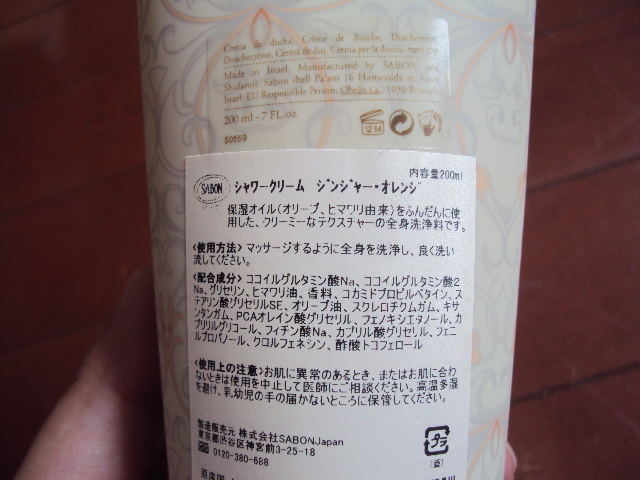 Crema de ducha, Crème de douche, Doucheceme,
Douchecrème, Crema per la doccia,
Made in Israel. Manufactured by SABON
Shulamit: Sabon shell Pa'am 16 Hamerada st.
Israel EU Responsible Person: Obelis s.a., 1030
200 ml - 7 FL.oz
12M
50559
内容量200ml
SABON シャワークリーム ジンジャー・オレンジ
保湿オイル(オリーブ、ヒマワリ由来)をふんだんに使
用した、クリーミーなテクスチャーの全身洗浄料です。
<使用方法>マッサージするように全身を洗浄し、良く洗い
流してください。
<配合成分>ココイルグルタミン酸Na、ココイルグルタミン酸2
Na、グリセリン、ヒマワリ油、香料、コカミドプロピルベタイン、ス
テアリン酸グリセリルSE、オリーブ油、スクレロチクムガム、キサ
ンタンガム、PCAオレイン酸グリセリル、フェノキシエタノール、カ
プリルグリコール、フィチン酸Na、カプリル酸グリセリル、フェニ
ルプロパノール、クロルフェネシン、酢酸トコフェロール
<使用上の注意>お肌に異常のあるとき、またはお肌に合わ
ないときは使用を中止して医師にご相談ください。高温多湿
を避け、乳幼児の手の届かないところに保管してください。
製造販売元 株式会社SABONJapan
東京都渋谷区神宮前3-25-18
0120-380-688
プラ
原産国